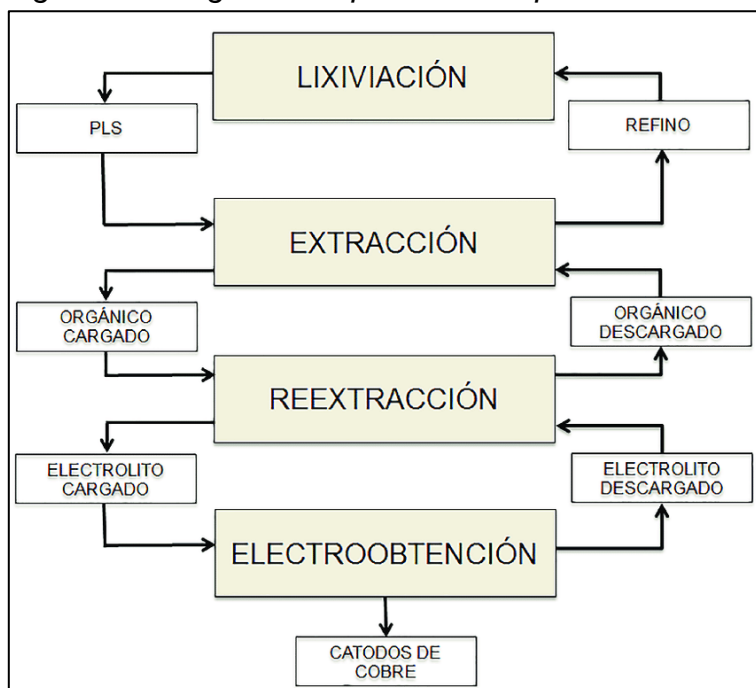 LIXIVIACIÓN
PLS
REFINO
EXTRACCIÓN
ORGÁNICO
CARGADO
ORGÁNICO
DESCARGADO
REEXTRACCIÓN
ELECTROLITO
CARGADO
ELECTROLITO
DESCARGADO
ELECTROOBTENCIÓN
CATODOS DE
COBRE